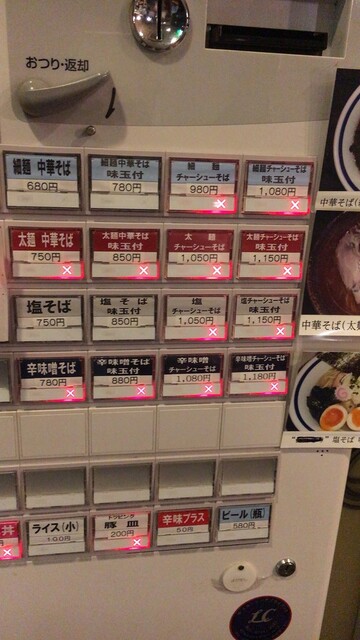 おつり・返却
細麺 中華そば
680円
細麺中華そば
味玉付
780円
細麺
チャーシューそば
980円
細麺チャーシューそば
味玉付
1,080円
太麺 中華そば
750円
太麺中華そば
味玉付
850円
太麺
チャーシューそば
1,050円
太麺チャーシューそば
味玉付
1,150円
塩そば
750円
塩そば
味玉付
850円
塩
チャーシューそば
1,050円
塩チャーシューそば
味玉付
1,150円
辛味噌そば
780円
辛味噌そば
味玉付
880円
辛味噌
チャーシューそば
1,080円
辛味噌チャーシューそば
味玉付
1,180円
丼
ライス(小)
100円
トッピング
豚皿
200円
辛味プラス
50円
ビール(瓶)
580円
中華そば(
中華そば(太
塩そば
LC